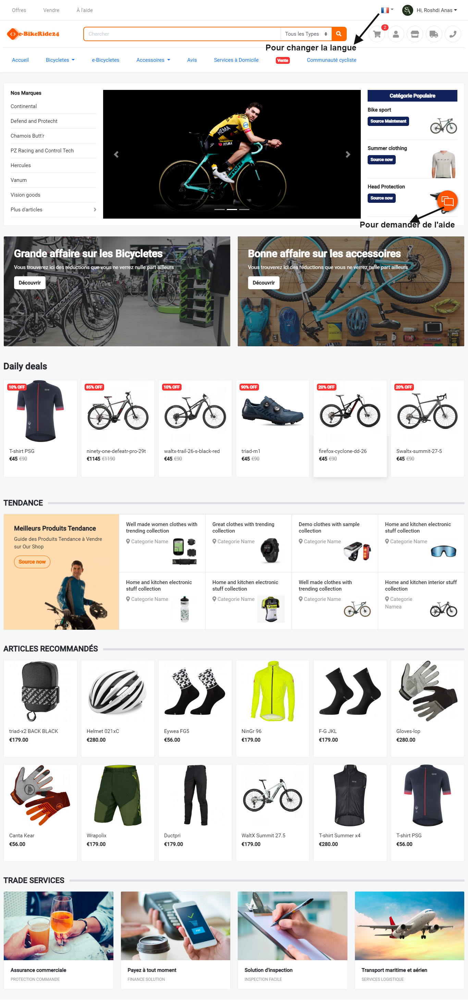 Offres Vendre À l'aide Hi, Roshdi Anas
e-BikeRide24 Chercher Tous les Types 2
Pour changer la langue
Accueil Bicycletes e-Bicycletes Accessoires Avis Services à Domicile Vente Communauté cycliste
Nos Marques
Continental
Defend and Protecht
Chamois Butt'r
PZ Racing and Control Tech
Hercules
Vanum
Vision goods
Plus d'articles
HEMA
JUMBO
VISMA
Bianchi
Catégorie Populaire
Bike sport
Source Maintenant
Summer clothing
Source now
Head Protection
Source now
Pour demander de l'aide
Grande affaire sur les Bicycletes
Vous trouverez ici des réductions que vous ne verrez nulle part ailleurs
Découvrir
Bonne affaire sur les accessoires
Vous trouverez ici des réductions que vous ne verrez nulle part ailleurs
Découvrir
Daily deals
10% OFF 85% OFF 10% OFF 90% OFF 20% OFF 20% OFF
T-shirt PSG ninety-one-defeatr-pro-29t waltx-trail-26-s-black-red triad-m1 firefox-cyclone-dd-26 Swaltx-summit-27-5
€45 €90 €1145 €1190 €45 €90 €45 €90 €45 €90 €45 €90
TENDANCE
Meilleurs Produits Tendance
Guide des Produits Tendance à Vendre
sur Our Shop
Source now
Well made women clothes with
trending collection
Categorie Name
Great clothes with trending
collection
Categorie Name
Demo clothes with sample
collection
Categorie Name
Home and kitchen electronic
stuff collection
Categorie Name
Home and kitchen electronic
stuff collection
Categorie Name
Home and kitchen electronic
stuff collection
Categorie Name
Well made clothes with
trending collection
Categorie Name
Home and kitchen interior stuff
collection
Categorie
Namea
ARTICLES RECOMMANDÉS
triad-x2 BACK BLACK Helmet 021xC Eywea FG5 NinGr 96 F-G JKL Gloves-lop
€179.00 €280.00 €56.00 €179.00 €179.00 €280.00
Canta Kear Wrapolix Ductpri WaltX Summit 27.5 T-shirt Summer x4 T-shirt PSG
€56.00 €179.00 €179.00 €179.00 €280.00 €56.00
TRADE SERVICES
PAY
Assurance commerciale Payez à tout moment Solution d'inspection Transport maritime et aérien
PROTECTION COMMANDE FINANCE SOLUTION INSPECTION FACILE SERVICES LOGISTIQUE